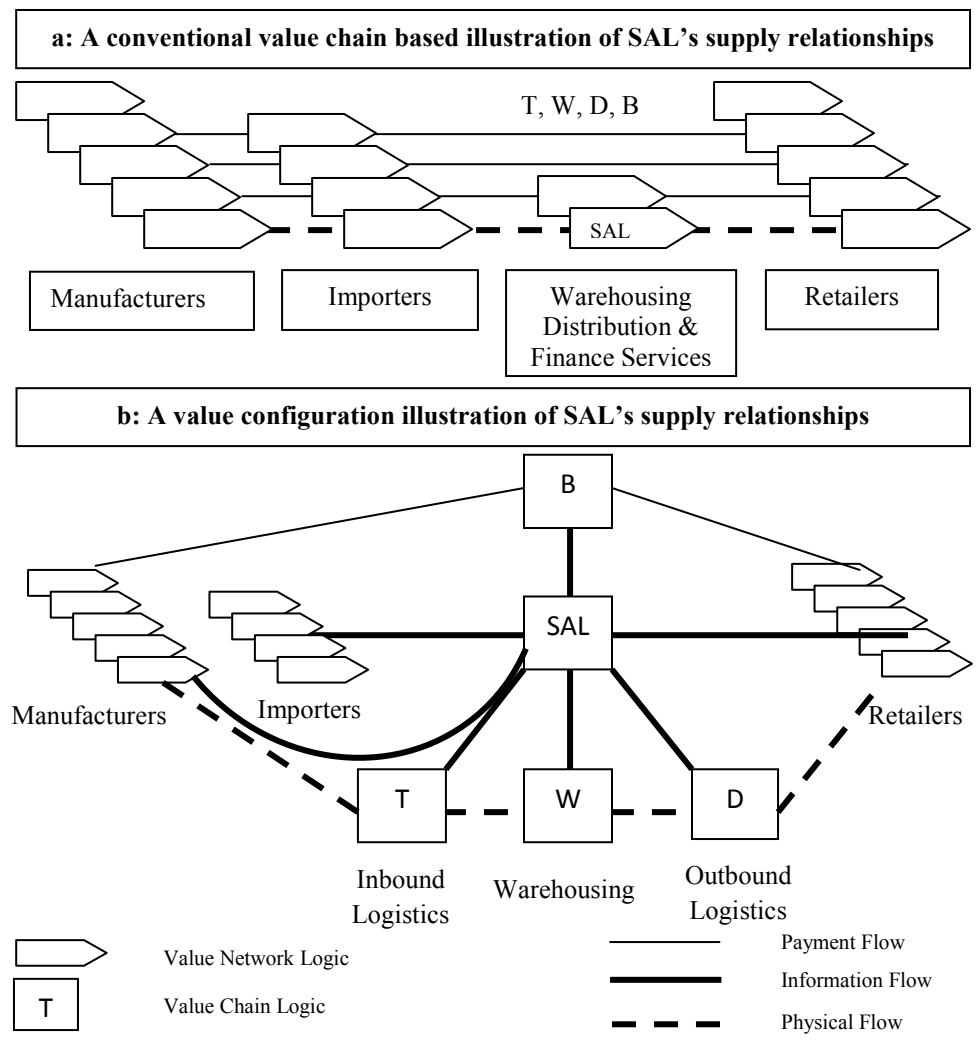 a: A conventional value chain based illustration of SAL’s supply relationships
T, W, D, B
SAL
Manufacturers
Importers
Warehousing
Distribution &
Finance Services
Retailers
b: A value configuration illustration of SAL’s supply relationships
B
SAL
Manufacturers
Importers
Retailers
T
W
D
Inbound
Logistics
Warehousing
Outbound
Logistics
Value Network Logic
T
Value Chain Logic
Payment Flow
Information Flow
Physical Flow